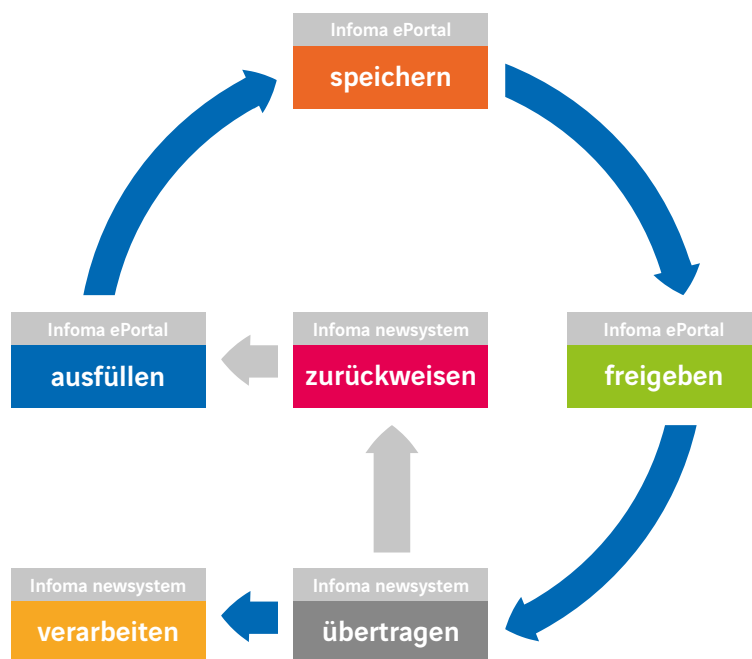 Infoma ePortal
speichern
Infoma ePortal
ausfüllen
Infoma newsystem
zurückweisen
Infoma ePortal
freigeben
Infoma newsystem
verarbeiten
Infoma newsystem
übertragen